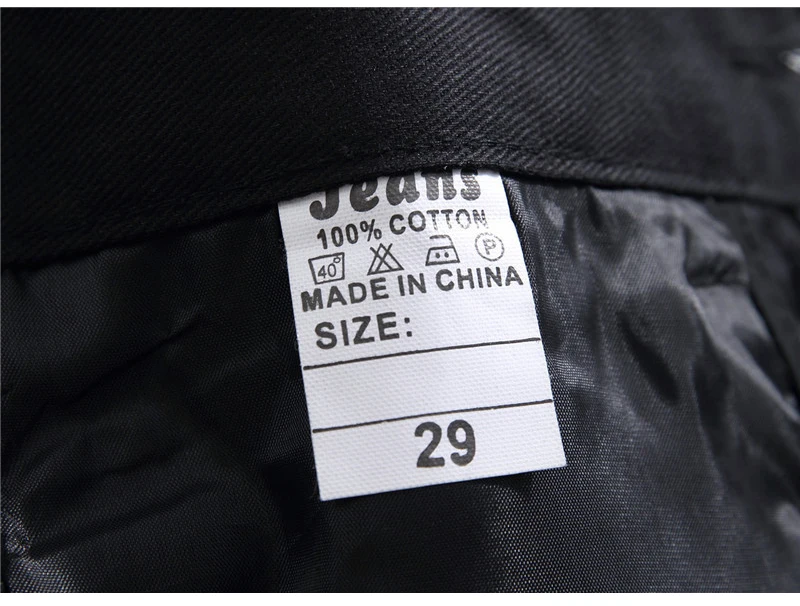 Jeans
100% COTTON
40° P
MADE IN CHINA
SIZE:
29